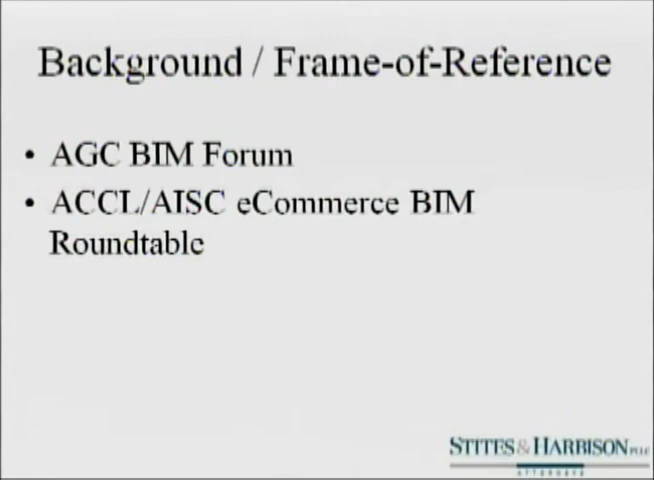 Background / Frame-of-Reference
• AGC BIM Forum
• ACCL/AISC eCommerce BIM
Roundtable
STITES & HARBISON PLLC
ATTORNEYS